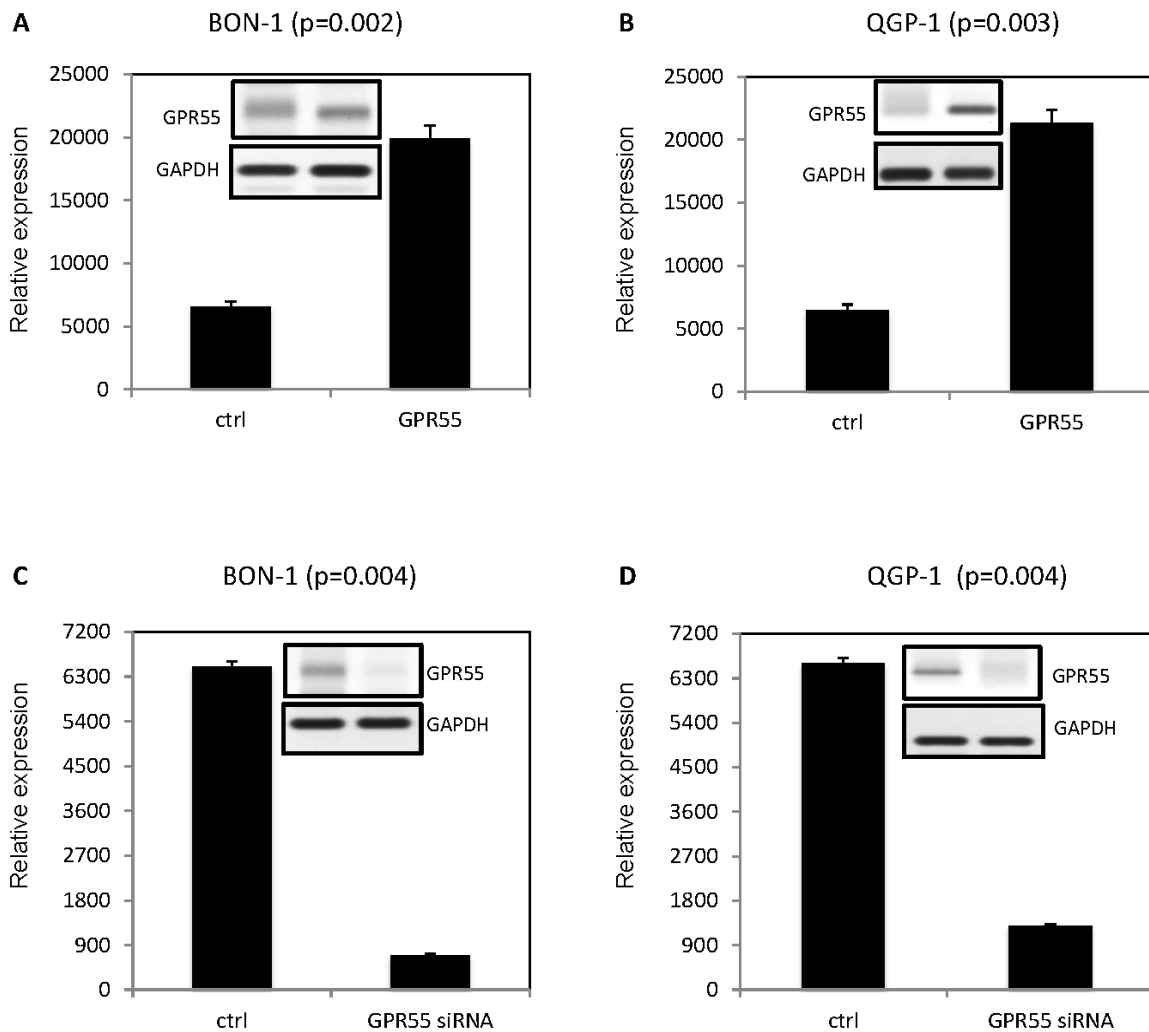 A
BON-1 (p=0.002)
25000
20000
15000
10000
5000
0
Relative expression
GPR55
GAPDH
ctrl
GPR55
B
QGP-1 (p=0.003)
25000
20000
15000
10000
5000
0
Relative expression
GPR55
GAPDH
ctrl
GPR55
C
BON-1 (p=0.004)
7200
6300
5400
4500
3600
2700
1800
900
0
Relative expression
GPR55
GAPDH
ctrl
GPR55 siRNA
D
QGP-1 (p=0.004)
7200
6300
5400
4500
3600
2700
1800
900
0
Relative expression
GPR55
GAPDH
ctrl
GPR55 siRNA